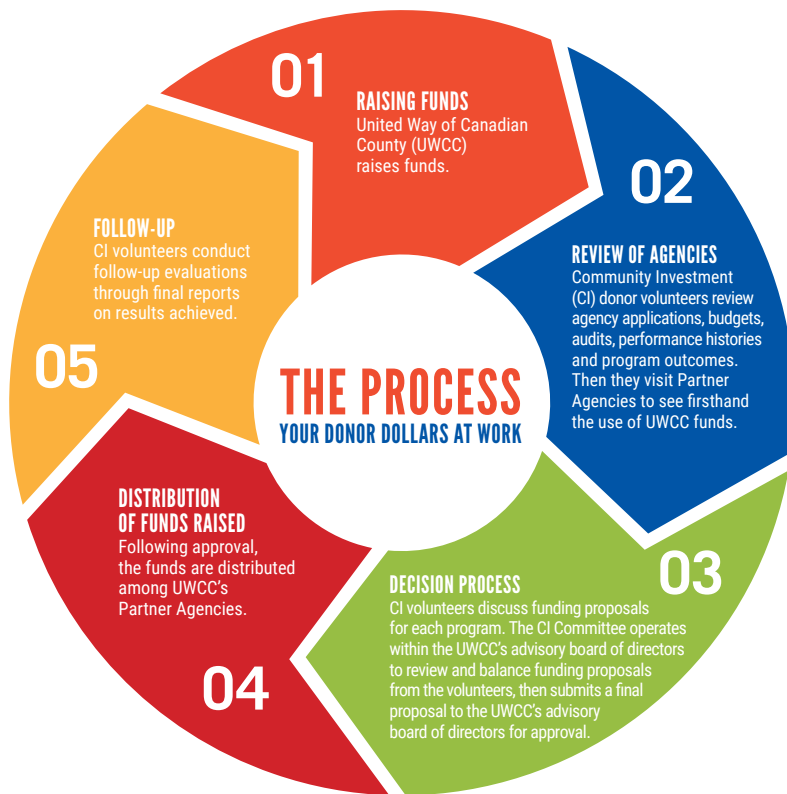 01
RAISING FUNDS
United Way of Canadian
County (UWCC)
raises funds.
02
REVIEW OF AGENCIES
Community Investment
(CI) donor volunteers review
agency applications, budgets,
audits, performance histories
and program outcomes.
Then they visit Partner
Agencies to see firsthand
the use of UWCC funds.
03
DECISION PROCESS
CI volunteers discuss funding proposals
for each program. The CI Committee operates
within the UWCC's advisory board of directors
to review and balance funding proposals
from the volunteers, then submits a final
proposal to the UWCC's advisory
board of directors for approval.
04
DISTRIBUTION
OF FUNDS RAISED
Following approval,
the funds are distributed
among UWCC's
Partner Agencies.
05
FOLLOW-UP
CI volunteers conduct
follow-up evaluations
through final reports
on results achieved.
THE PROCESS
YOUR DONOR DOLLARS AT WORK